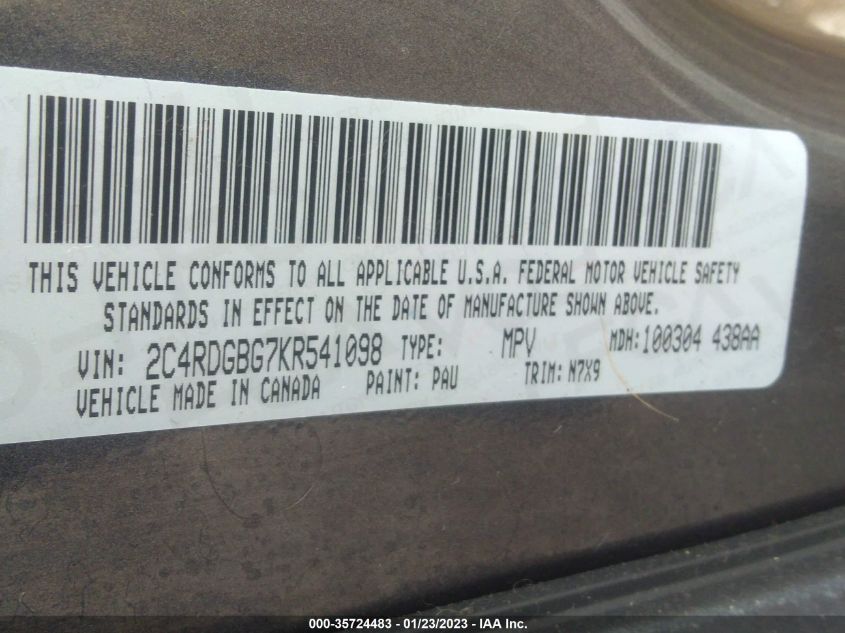 THIS VEHICLE CONFORMS TO ALL APPLICABLE U.S.A. FEDERAL MOTOR VEHICLE SAFETY
STANDARDS IN EFFECT ON THE DATE OF MANUFACTURE SHOWN ABOVE.
VIN: 2C4RDGBG7KR541098 TYPE: MPV MDH:100304 438AA
VEHICLE MADE IN CANADA PAINT: PAU TRIM: N7X9
000-35724483 - 01/23/2023 - IAA Inc.